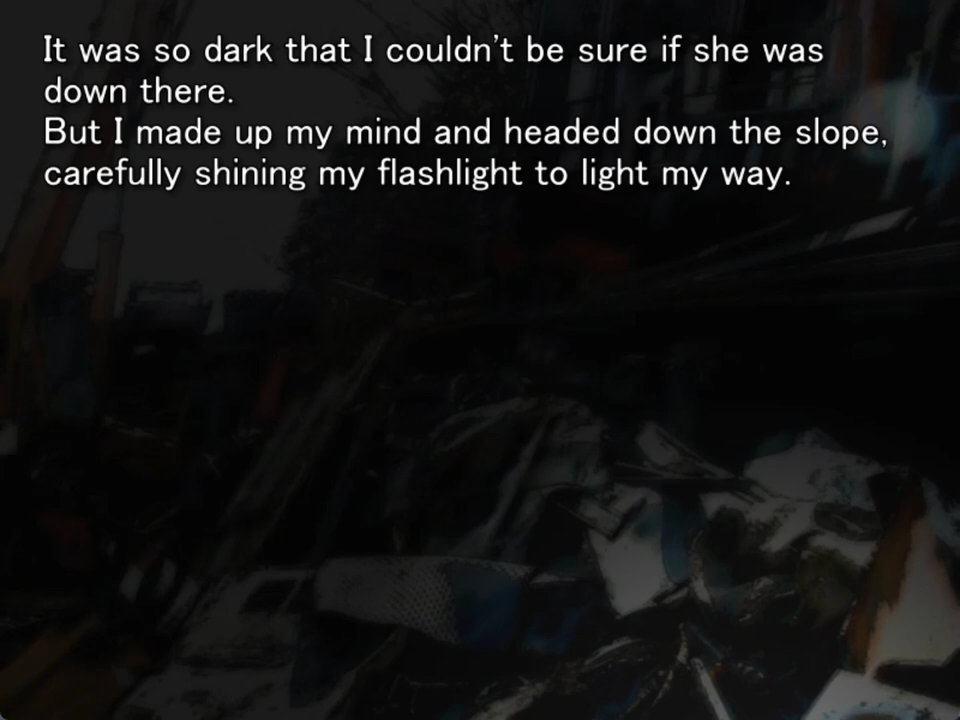 It was so dark that I couldn't be sure if she was
down there.
But I made up my mind and headed down the slope,
carefully shining my flashlight to light my way.